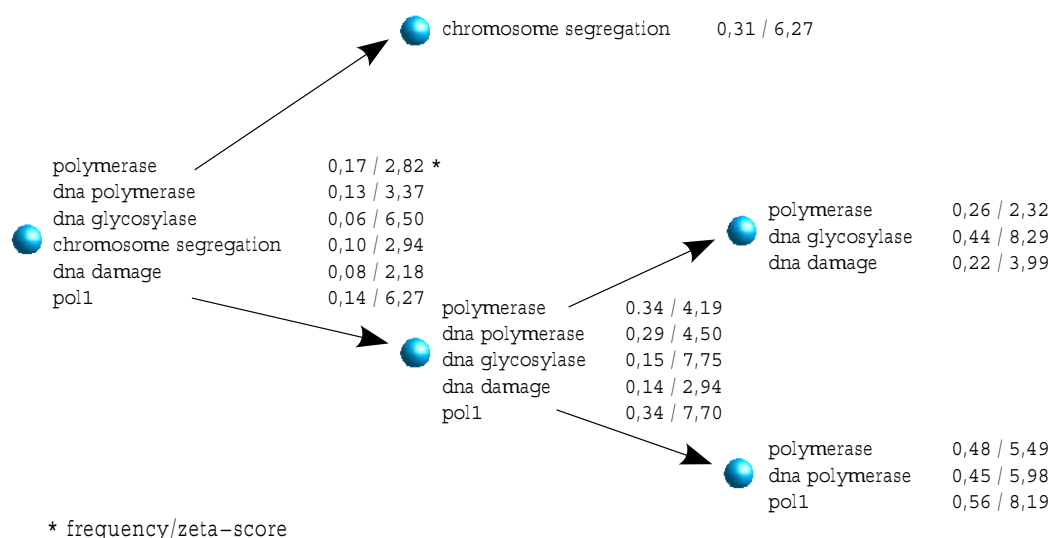 chromosome segregation 0,31 / 6,27
polymerase 0,17 / 2,82 *
dna polymerase 0,13 / 3,37
dna glycosylase 0,06 / 6,50
chromosome segregation 0,10 / 2,94
dna damage 0,08 / 2,18
pol1 0,14 / 6,27
polymerase 0.34 / 4,19
dna polymerase 0,29 / 4,50
dna glycosylase 0,15 / 7,75
dna damage 0,14 / 2,94
pol1 0,34 / 7,70
polymerase 0,26 / 2,32
dna glycosylase 0,44 / 8,29
dna damage 0,22 / 3,99
polymerase 0,48 / 5,49
dna polymerase 0,45 / 5,98
pol1 0,56 / 8,19
* frequency/zeta-score